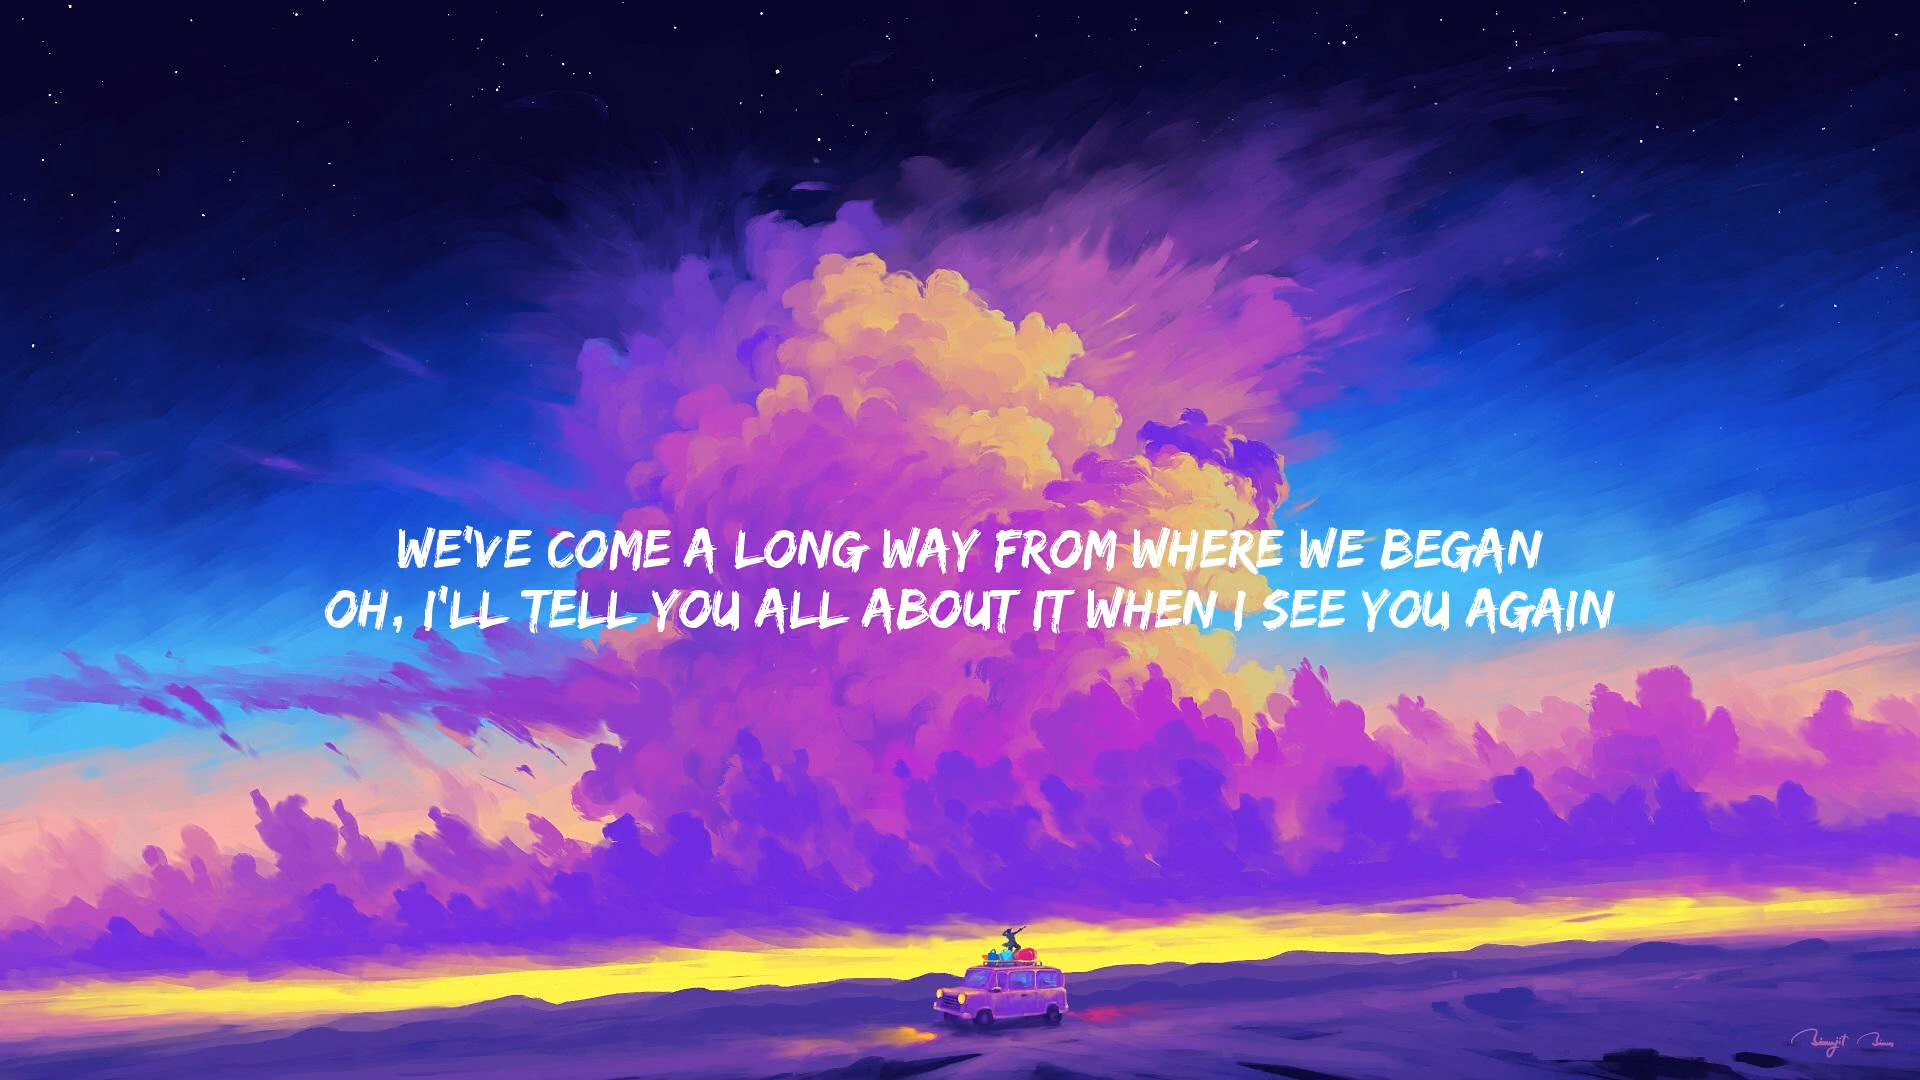 WE'VE COME A LONG WAY FROM WHERE WE BEGAN
OH, I'LL TELL YOU ALL ABOUT IT WHEN I SEE YOU AGAIN